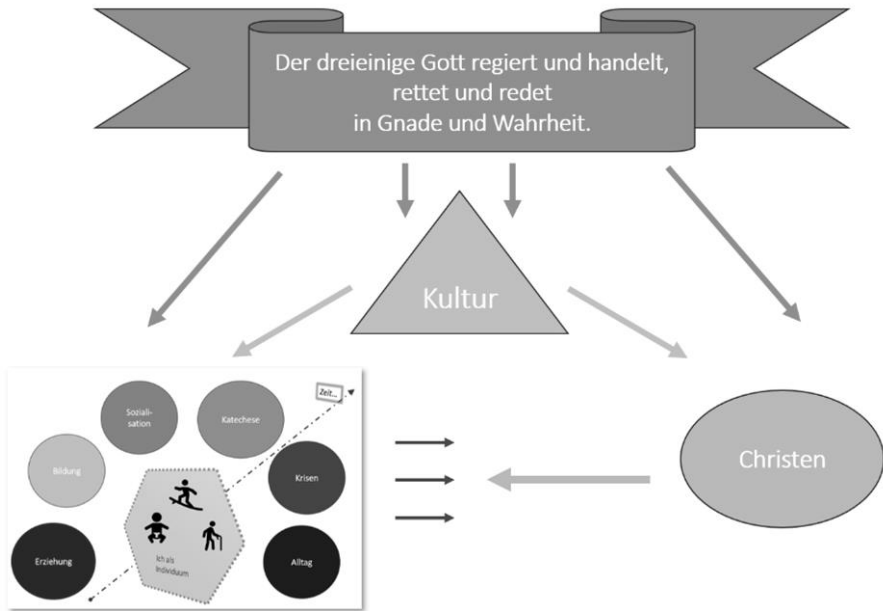 Der dreieinige Gott regiert und handelt,
rettet und redet
in Gnade und Wahrheit.
Kultur
Zeit...
Soziali-
sation
Katechese
Bildung
Krisen
Christen
Erziehung
Ich als
Individuum
Alltag